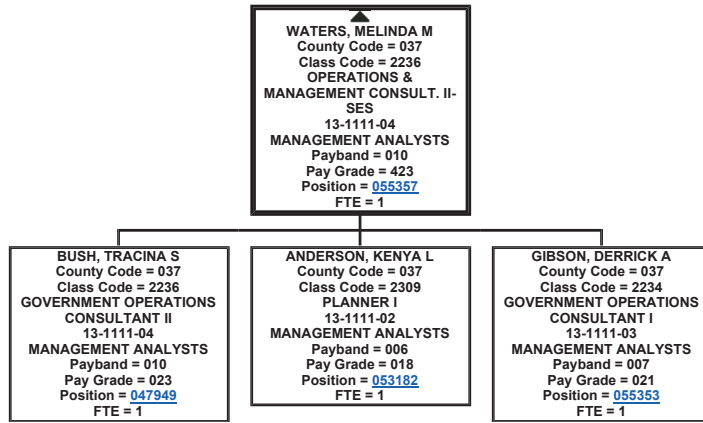 WATERS, MELINDA M
County Code = 037
Class Code = 2236
OPERATIONS &
MANAGEMENT CONSULT. II-
SES
13-1111-04
MANAGEMENT ANALYSTS
Payband = 010
Pay Grade = 423
Position = 055357
FTE = 1
BUSH, TRACINA S
County Code = 037
Class Code = 2236
GOVERNMENT OPERATIONS
CONSULTANT II
13-1111-04
MANAGEMENT ANALYSTS
Payband = 010
Pay Grade = 023
Position = 047949
FTE = 1
ANDERSON, KENYA L
County Code = 037
Class Code = 2309
PLANNER I
13-1111-02
MANAGEMENT ANALYSTS
Payband = 006
Pay Grade = 018
Position = 053182
FTE = 1
GIBSON, DERRICK A
County Code = 037
Class Code = 2234
GOVERNMENT OPERATIONS
CONSULTANT I
13-1111-03
MANAGEMENT ANALYSTS
Payband = 007
Pay Grade = 021
Position = 055353
FTE = 1